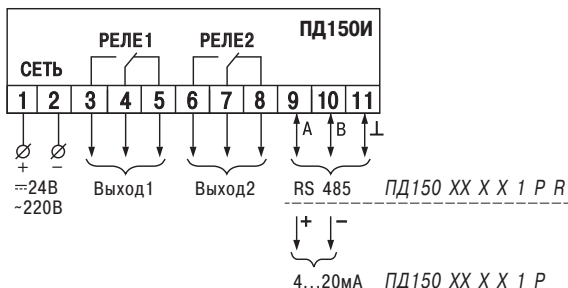 ПД150И
РЕЛЕ1 РЕЛЕ2
СЕТЬ
1 2 3 4 5 6 7 8 9 10 11
A B ⊥
+ −
⎓24В
~220В
Выход1 Выход2 RS 485 ПД150 XX X X 1 P R
+ −
4...20мА ПД150 XX X X 1 P